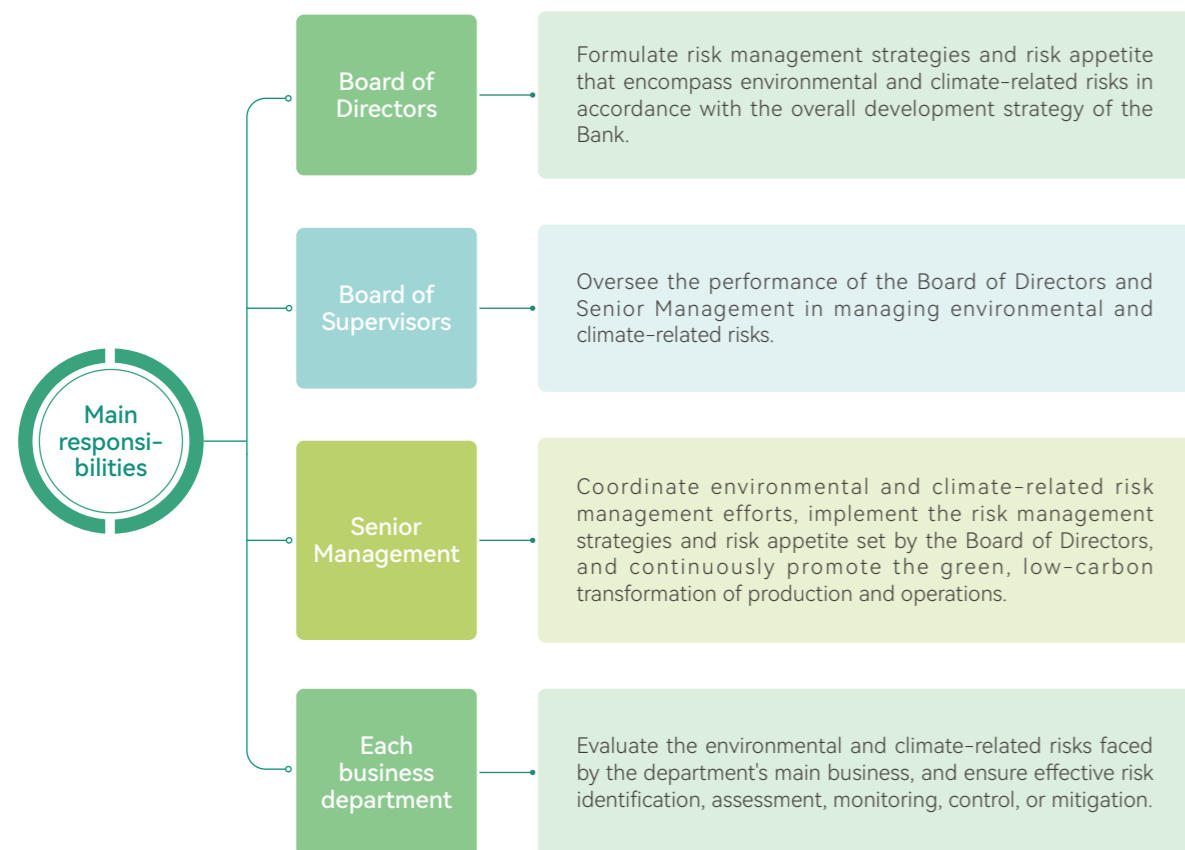 Main
responsi-
bilities
Board of
Directors
Formulate risk management strategies and risk appetite
that encompass environmental and climate-related risks in
accordance with the overall development strategy of the
Bank.
Board of
Supervisors
Oversee the performance of the Board of Directors and
Senior Management in managing environmental and
climate-related risks.
Senior
Management
Coordinate environmental and climate-related risk
management efforts, implement the risk management
strategies and risk appetite set by the Board of Directors,
and continuously promote the green, low-carbon
transformation of production and operations.
Each
business
department
Evaluate the environmental and climate-related risks faced
by the department's main business, and ensure effective risk
identification, assessment, monitoring, control, or mitigation.